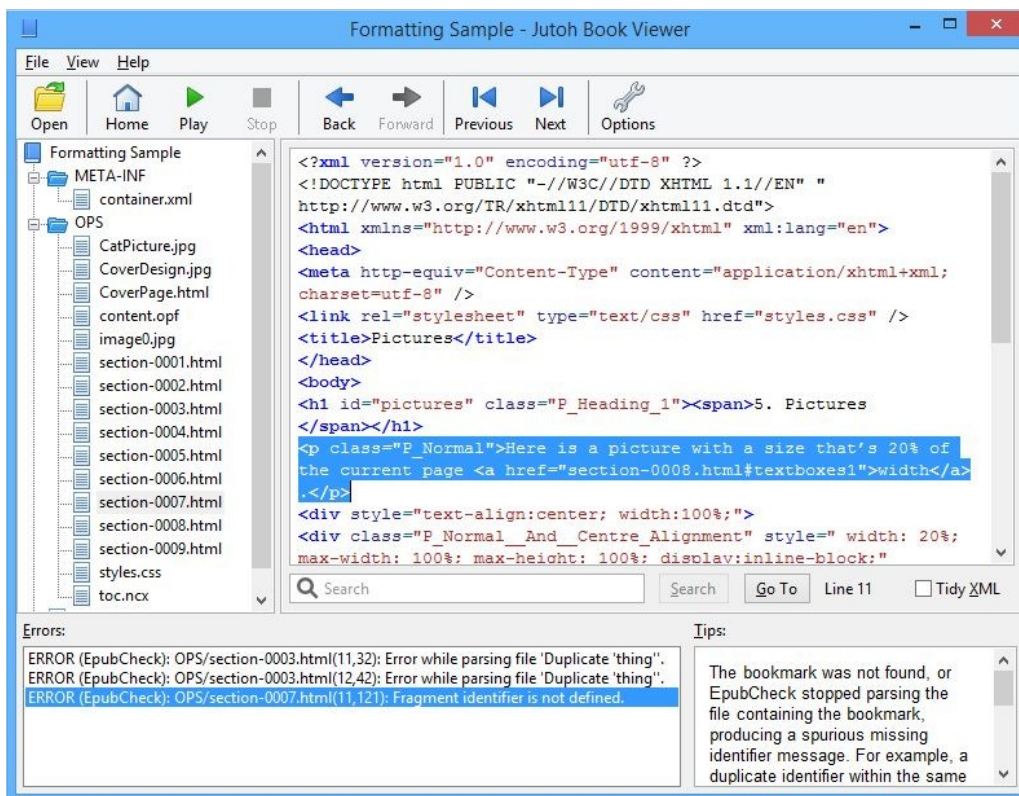 Formatting Sample - Jutoh Book Viewer
File View Help
Open Home Play Stop Back Forward Previous Next Options
Formatting Sample
META-INF
container.xml
OPS
CatPicture.jpg
CoverDesign.jpg
CoverPage.html
content.opf
image0.jpg
section-0001.html
section-0002.html
section-0003.html
section-0004.html
section-0005.html
section-0006.html
section-0007.html
section-0008.html
section-0009.html
styles.css
toc.ncx
<?xml version="1.0" encoding="utf-8" ?>
<!DOCTYPE html PUBLIC "-//W3C//DTD XHTML 1.1//EN" "
http://www.w3.org/TR/xhtml11/DTD/xhtml11.dtd">
<html xmlns="http://www.w3.org/1999/xhtml" xml:lang="en">
<head>
<meta http-equiv="Content-Type" content="application/xhtml+xml;
charset=utf-8" />
<link rel="stylesheet" type="text/css" href="styles.css" />
<title>Pictures</title>
</head>
<body>
<h1 id="pictures" class="P_Heading_1"><span>5. Pictures
</span></h1>
<p class="P_Normal">Here is a picture with a size that’s 20% of
the current page <a href="section-0008.html#textboxes1">width</a>
.</p>
<div style="text-align:center; width:100%;">
<div class="P_Normal__And__Centre_Alignment" style=" width: 20%;
max-width: 100%; max-height: 100%; display:inline-block;"
Search Search Go To Line 11 Tidy XML
Errors:
ERROR (EpubCheck): OPS/section-0003.html(11,32): Error while parsing file 'Duplicate 'thing''.
ERROR (EpubCheck): OPS/section-0003.html(12,42): Error while parsing file 'Duplicate 'thing''.
ERROR (EpubCheck): OPS/section-0007.html(11,121): Fragment identifier is not defined.
Tips:
The bookmark was not found, or
EpubCheck stopped parsing the
file containing the bookmark,
producing a spurious missing
identifier message. For example, a
duplicate identifier within the same